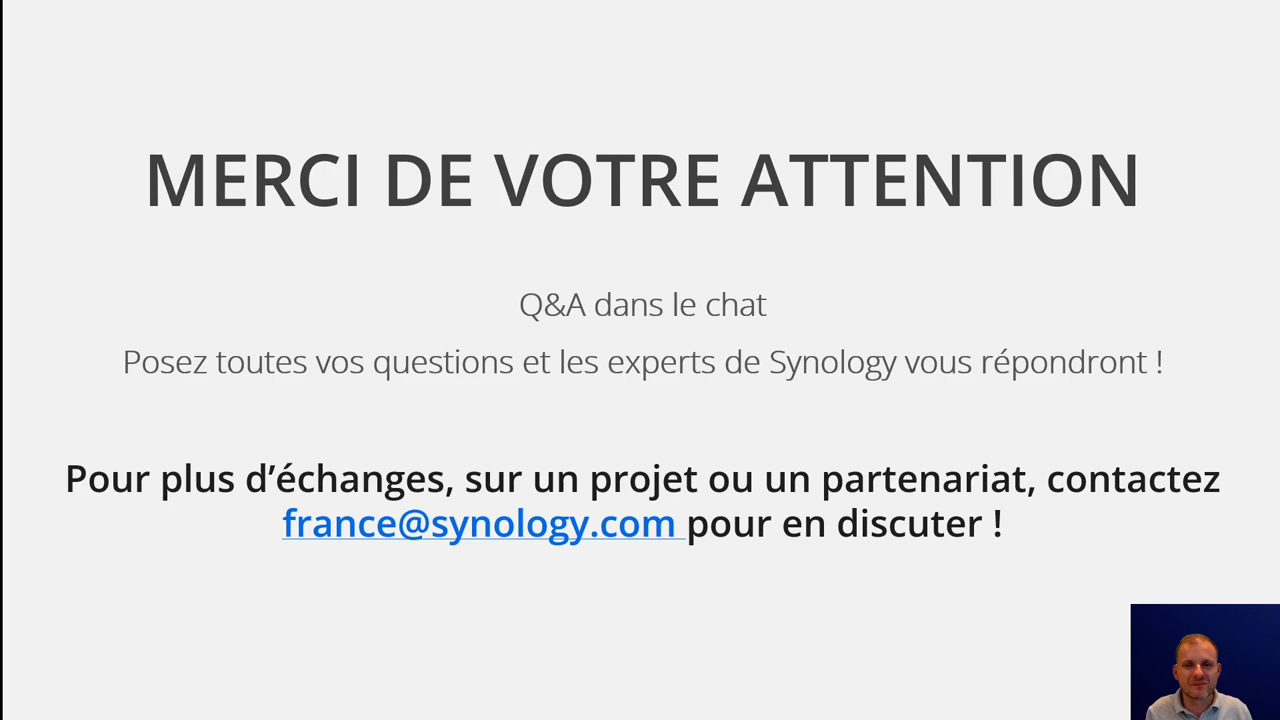 MERCI DE VOTRE ATTENTION
Q&A dans le chat
Posez toutes vos questions et les experts de Synology vous répondront !
Pour plus d’échanges, sur un projet ou un partenariat, contactez
france@synology.com pour en discuter !